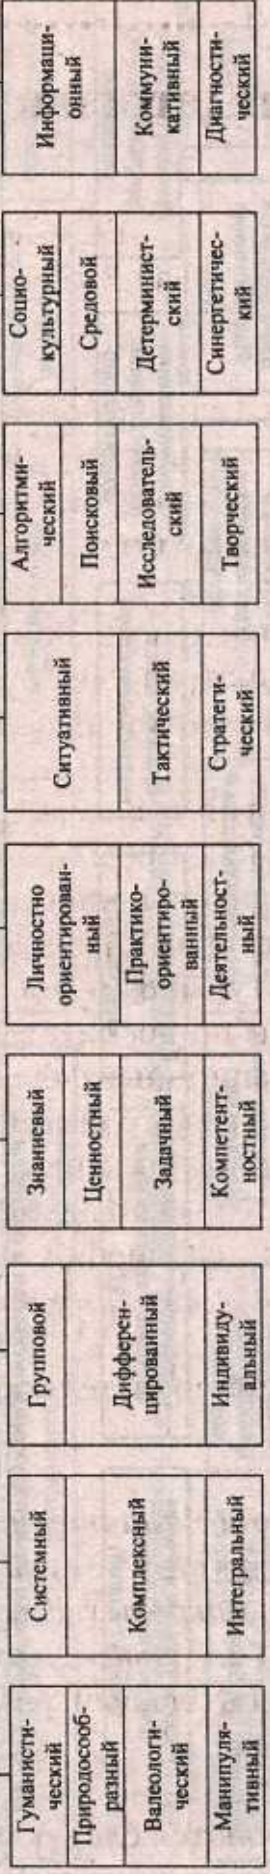 Гуманисти-
ческий
Природосооб-
разный
Валеологи-
ческий
Манипуля-
тивный
Системный
Комплексный
Интегральный
Групповой
Дифферен-
цированный
Индивиду-
альный
Знаниевый
Ценностный
Задачный
Компетент-
ностный
Личностно
ориентирован-
ный
Практико-
ориентиро-
ванный
Деятельност-
ный
Ситуативный
Тактический
Стратеги-
ческий
Алгоритми-
ческий
Поисковый
Исследователь-
ский
Творческий
Социо-
культурный
Средовой
Детерминист-
ский
Синергетичес-
кий
Информаци-
онный
Коммуни-
кативный
Диагности-
ческий